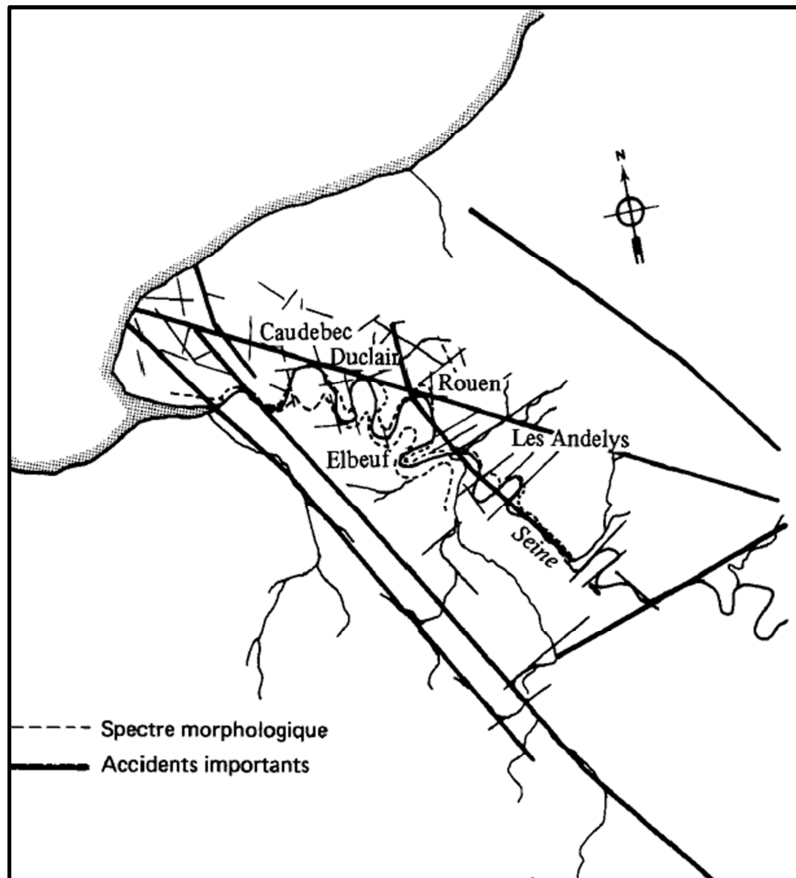 N
Caudebec
Duclair
Rouen
Les Andelys
Elbeuf
Seine
Spectre morphologique
Accidents importants